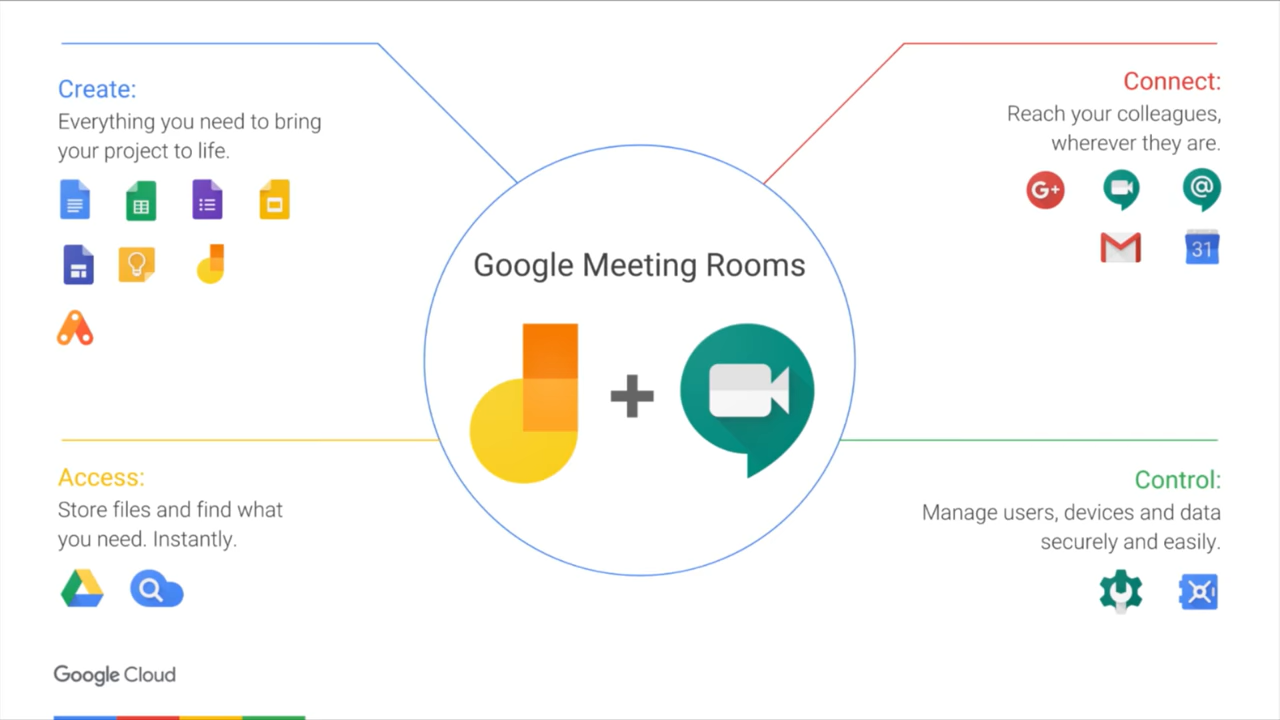 Create:
Everything you need to bring
your project to life.
Connect:
Reach your colleagues,
wherever they are.
G+
@
31
Google Meeting Rooms
Access:
Store files and find what
you need. Instantly.
Control:
Manage users, devices and data
securely and easily.
Google Cloud